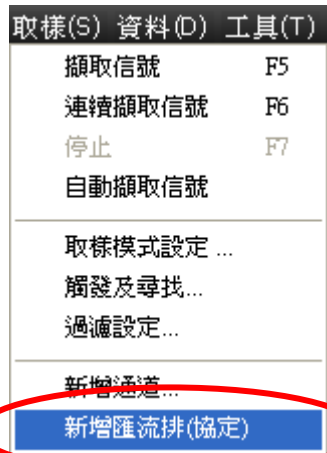 取樣(S) 資料(D) 工具(T)
擷取信號 F5
連續擷取信號 F6
停止 F7
自動擷取信號
取樣模式設定 ...
觸發及尋找...
過濾設定...
新增通道...
新增匯流排(協定)